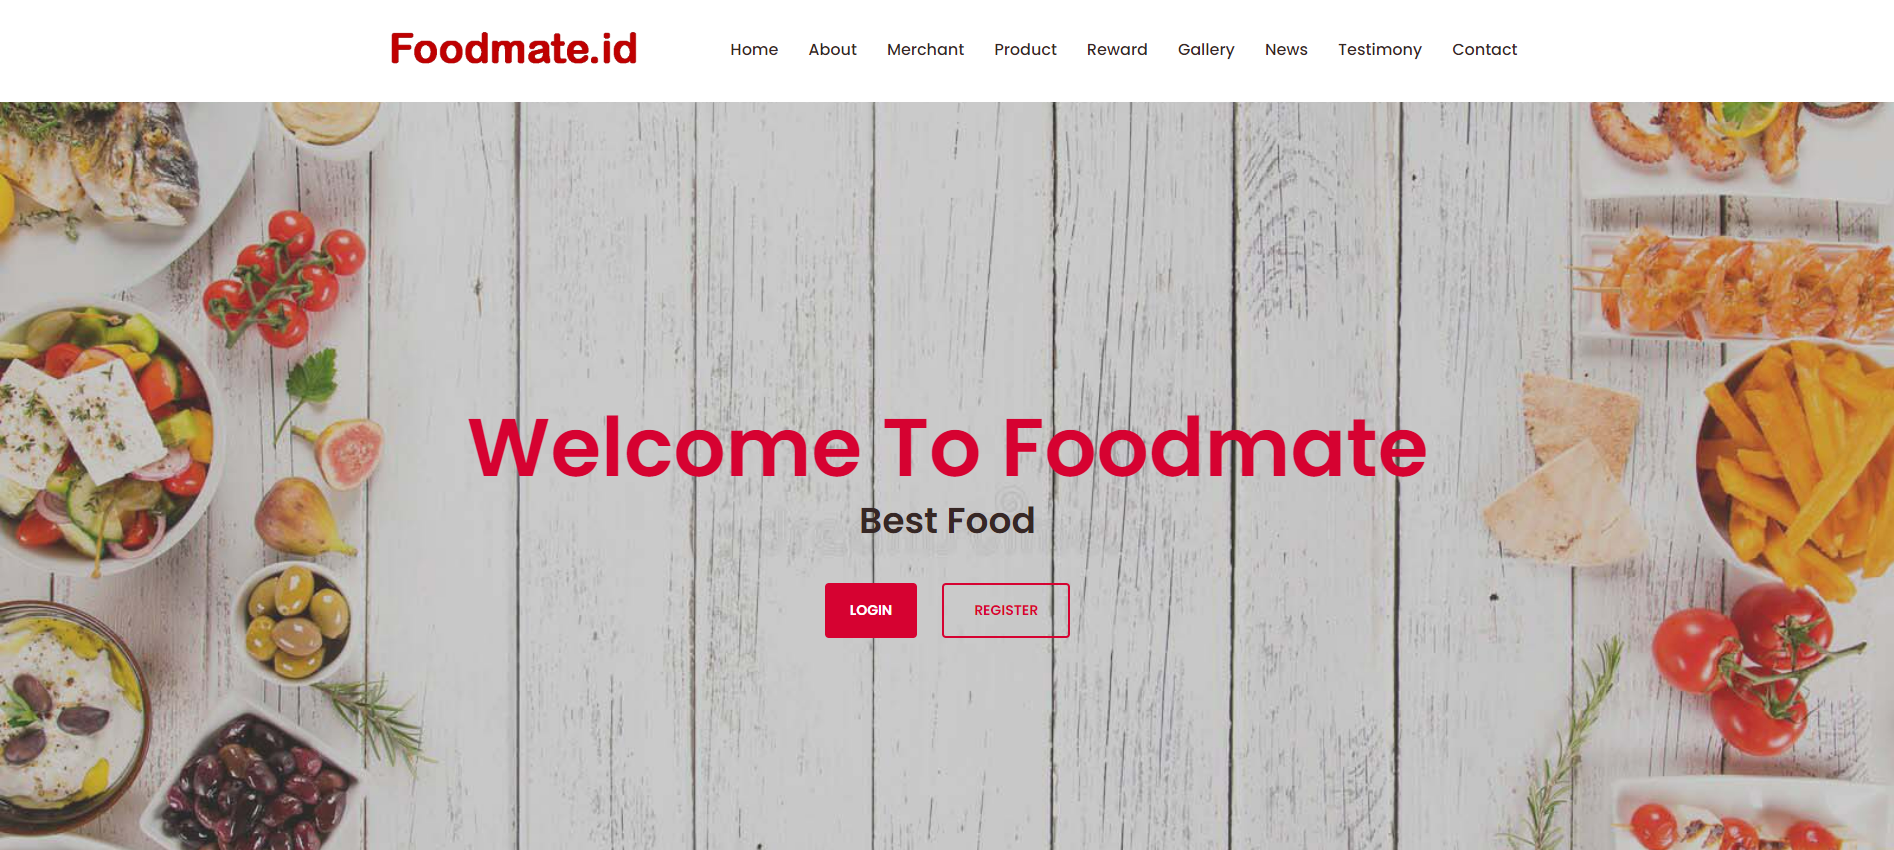 Foodmate.id
Home About Merchant Product Reward Gallery News Testimony Contact
Welcome To Foodmate
Best Food
LOGIN REGISTER